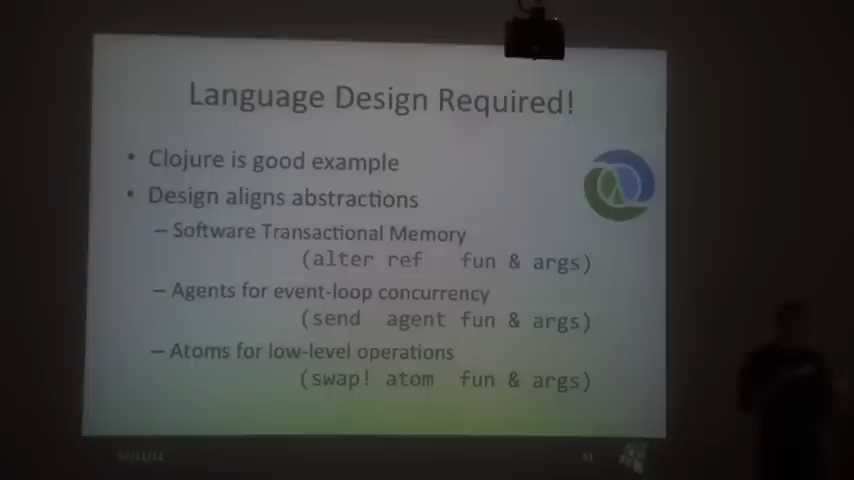 Language Design Required!
• Clojure is good example
• Design aligns abstractions
– Software Transactional Memory
(alter ref fun & args)
– Agents for event-loop concurrency
(send agent fun & args)
– Atoms for low-level operations
(swap! atom fun & args)